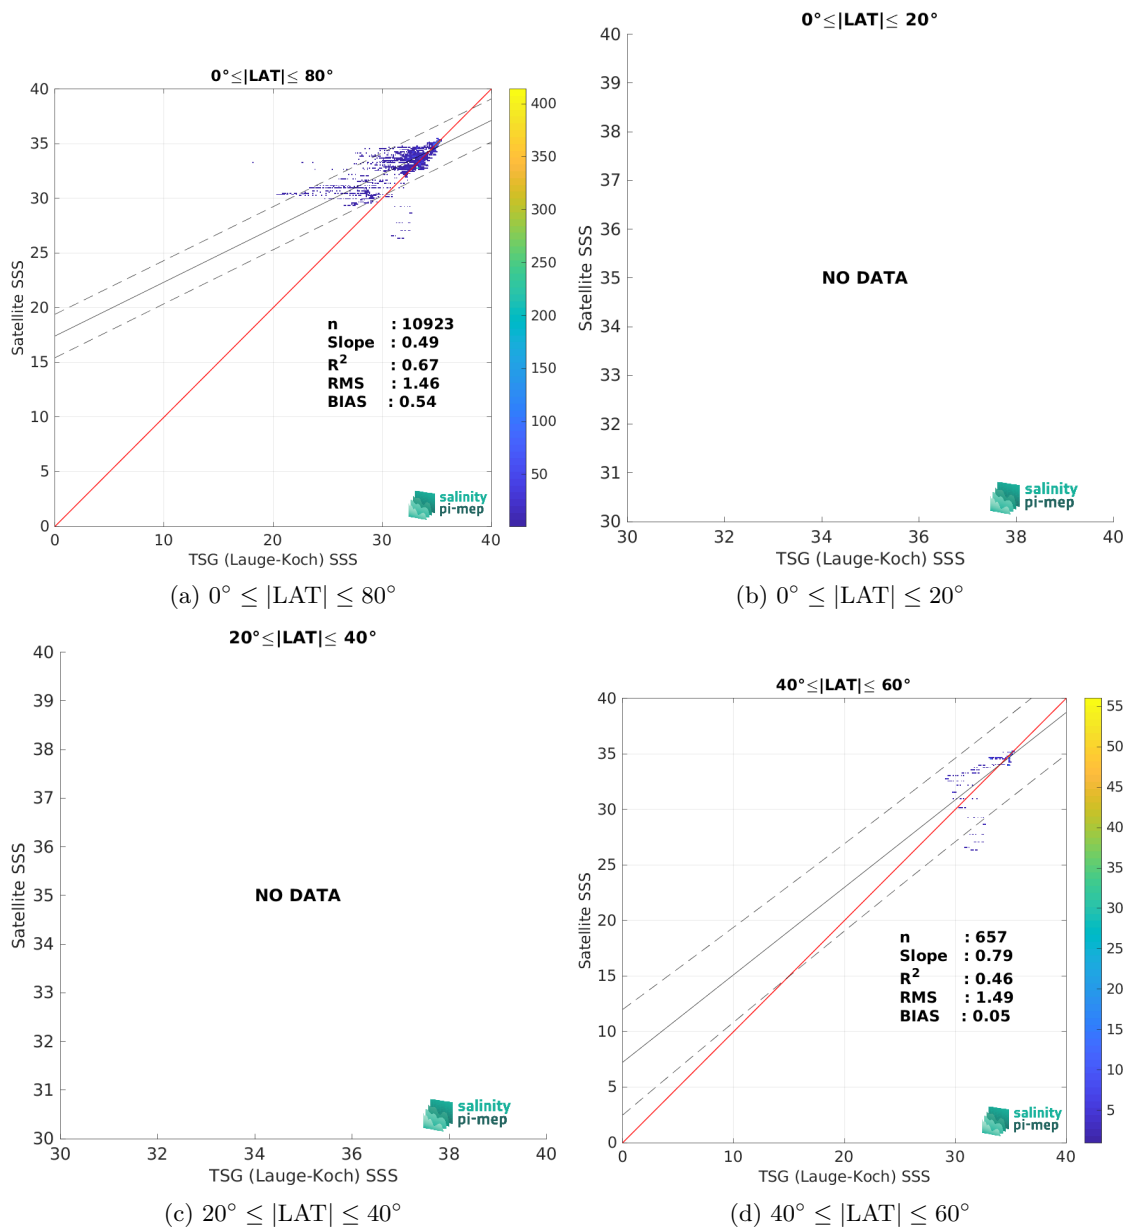 0°≤|LAT|≤ 80°
40
35
30
25
20
15
10
5
0
Satellite SSS
0
10
20
30
40
TSG (Lauge-Koch) SSS
n : 10923
Slope : 0.49
R² : 0.67
RMS : 1.46
BIAS : 0.54
salinity
pi-mep
400
350
300
250
200
150
100
50
(a) 0° ≤ |LAT| ≤ 80°
0°≤|LAT|≤ 20°
40
39
38
37
36
35
34
33
32
31
30
Satellite SSS
NO DATA
salinity
pi-mep
30
32
34
36
38
40
TSG (Lauge-Koch) SSS
(b) 0° ≤ |LAT| ≤ 20°
20°≤|LAT|≤ 40°
40
39
38
37
36
35
34
33
32
31
30
Satellite SSS
NO DATA
salinity
pi-mep
30
32
34
36
38
40
TSG (Lauge-Koch) SSS
(c) 20° ≤ |LAT| ≤ 40°
40°≤|LAT|≤ 60°
40
35
30
25
20
15
10
5
0
Satellite SSS
n : 657
Slope : 0.79
R² : 0.46
RMS : 1.49
BIAS : 0.05
salinity
pi-mep
0
10
20
30
40
TSG (Lauge-Koch) SSS
55
50
45
40
35
30
25
20
15
10
5
(d) 40° ≤ |LAT| ≤ 60°